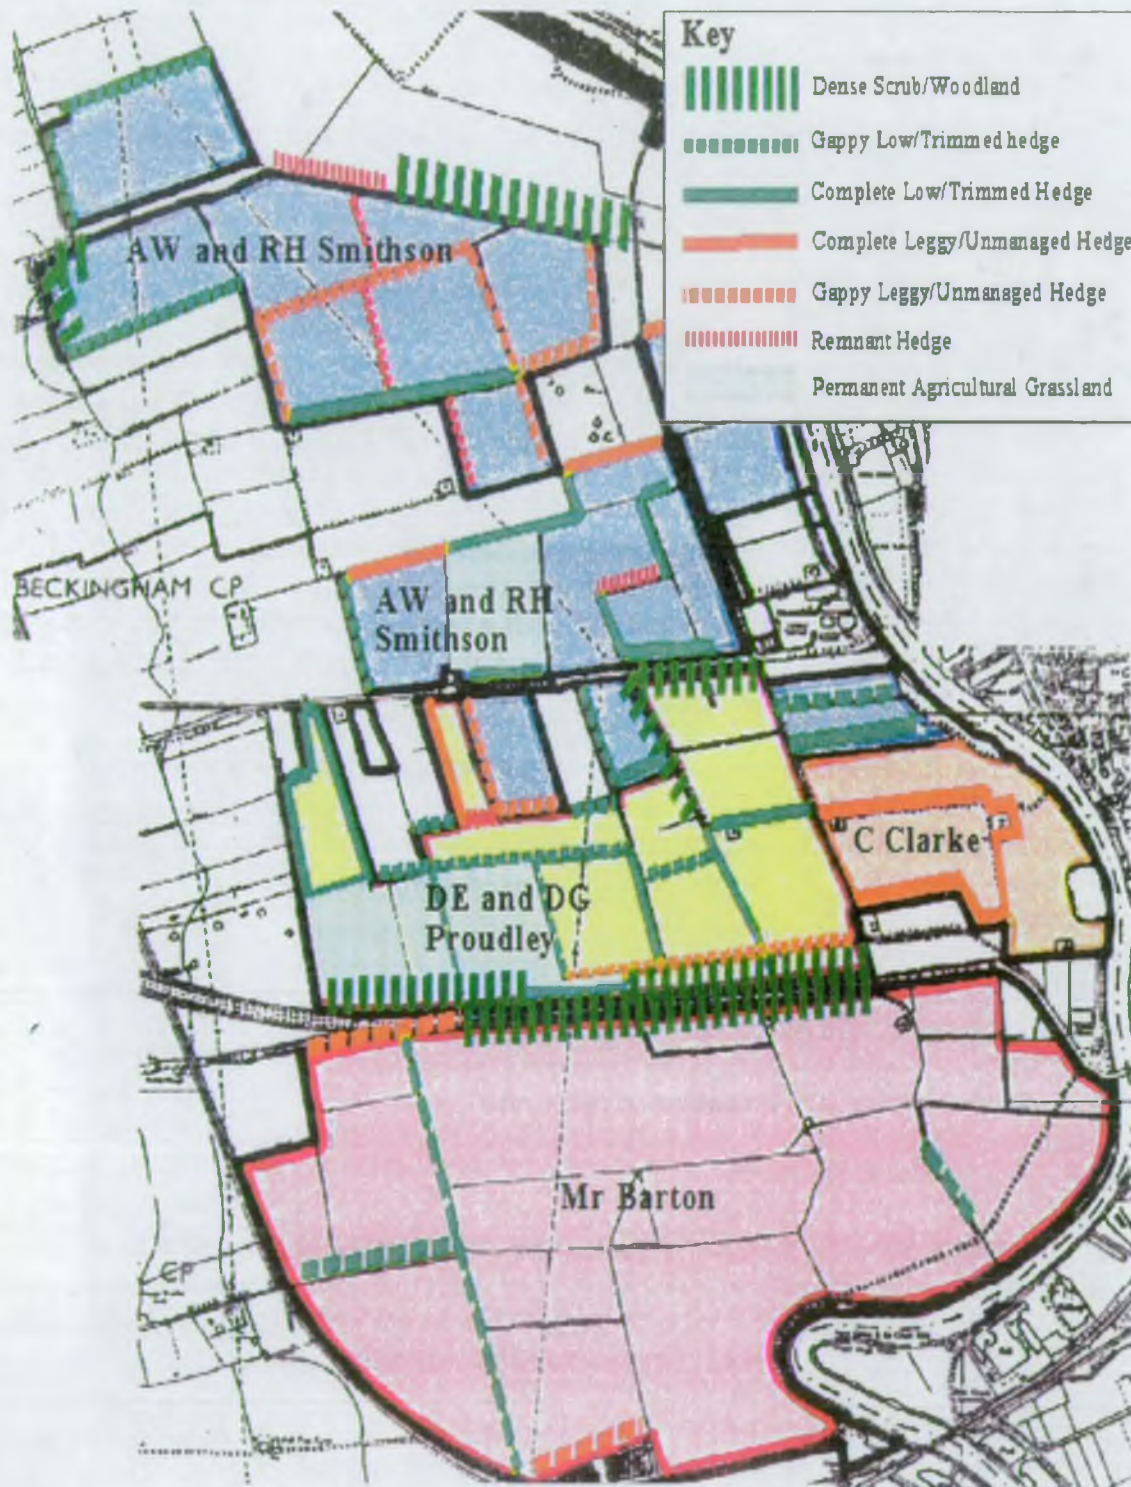 Key
Dense Scrub/Woodland
Gappy Low/Trimmed hedge
Complete Low/Trimmed Hedge
Complete Leggy/Unmanaged Hedge
Gappy Leggy/Unmanaged Hedge
Remnant Hedge
Permanent Agricultural Grassland
AW and RH Smithson
BECKINGHAM CP
AW and RH
Smithson
C Clarke
DE and DG
Proudley
Mr Barton
CP